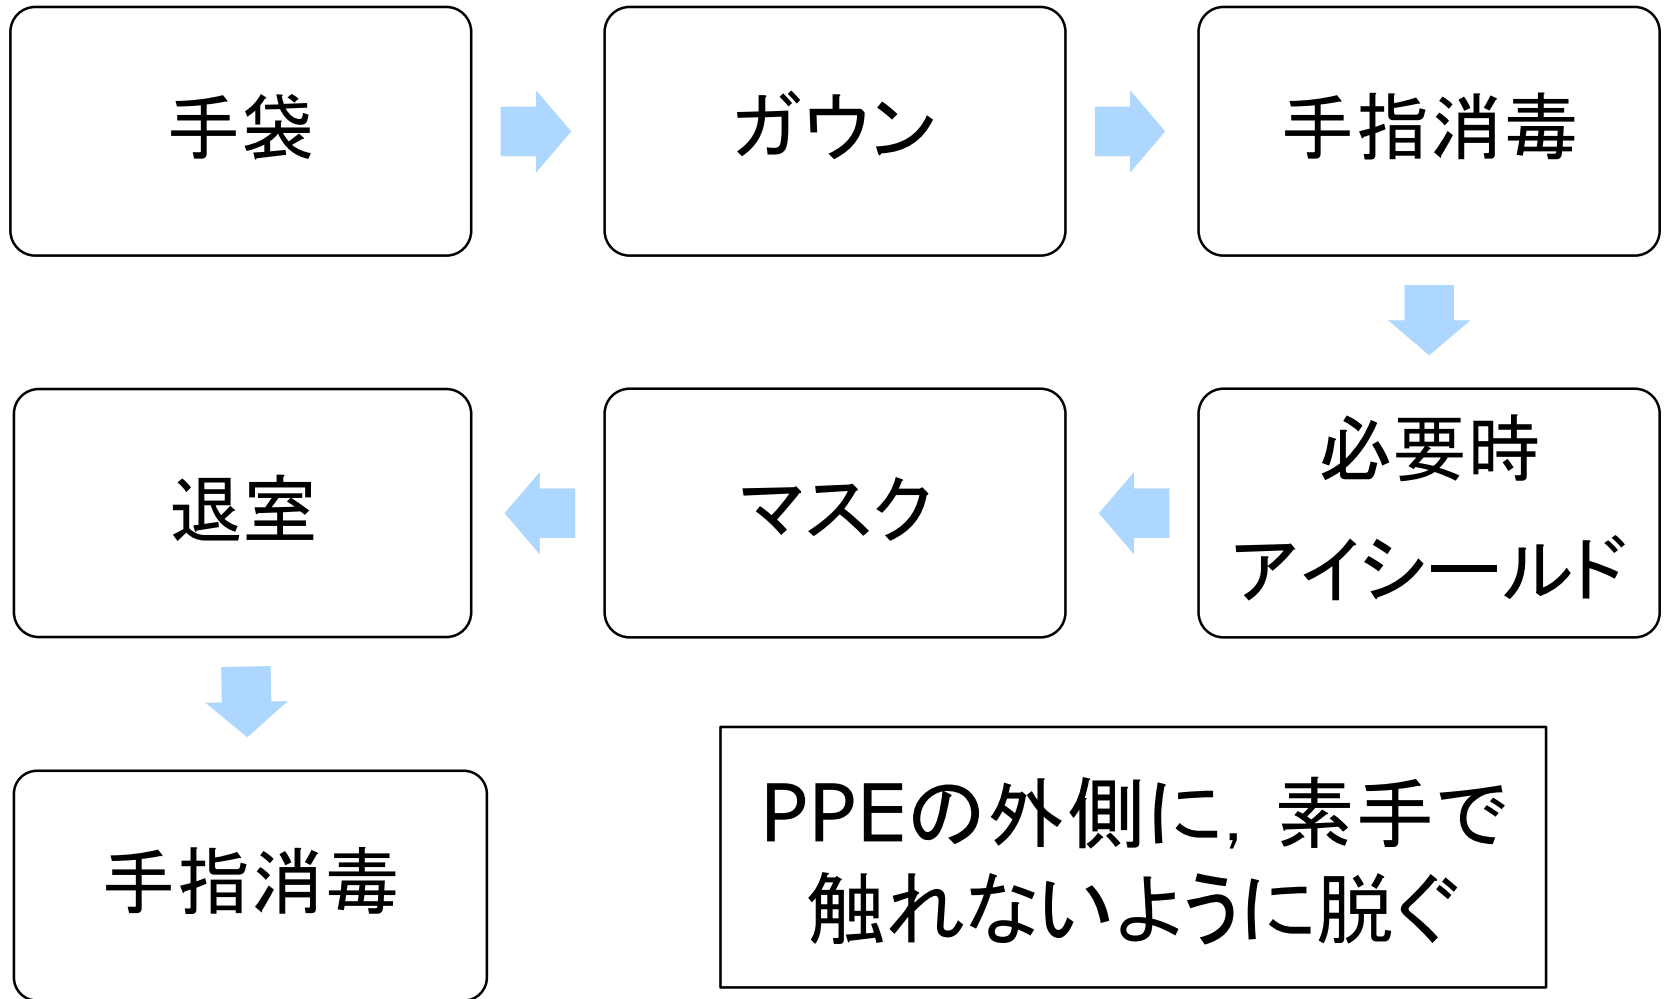 手袋
ガウン
手指消毒
必要時
アイシールド
マスク
退室
手指消毒
PPEの外側に，素手で
触れないように脱ぐ